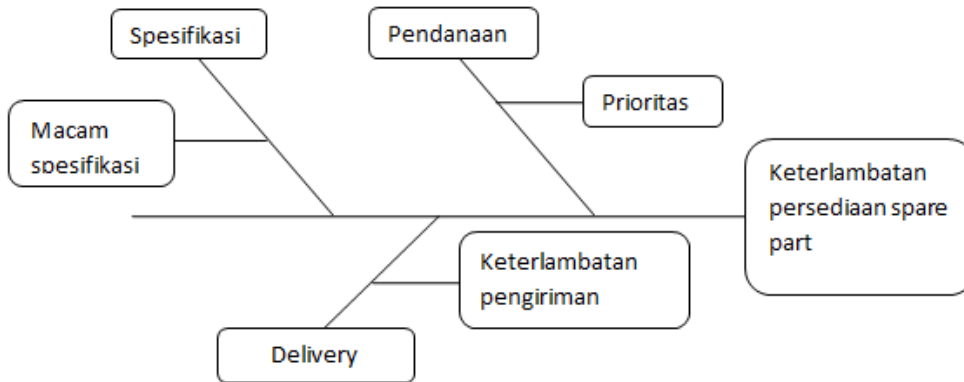 Spesifikasi
Pendanaan
Prioritas
Macam
spesifikasi
Keterlambatan
persediaan spare
part
Keterlambatan
pengiriman
Delivery